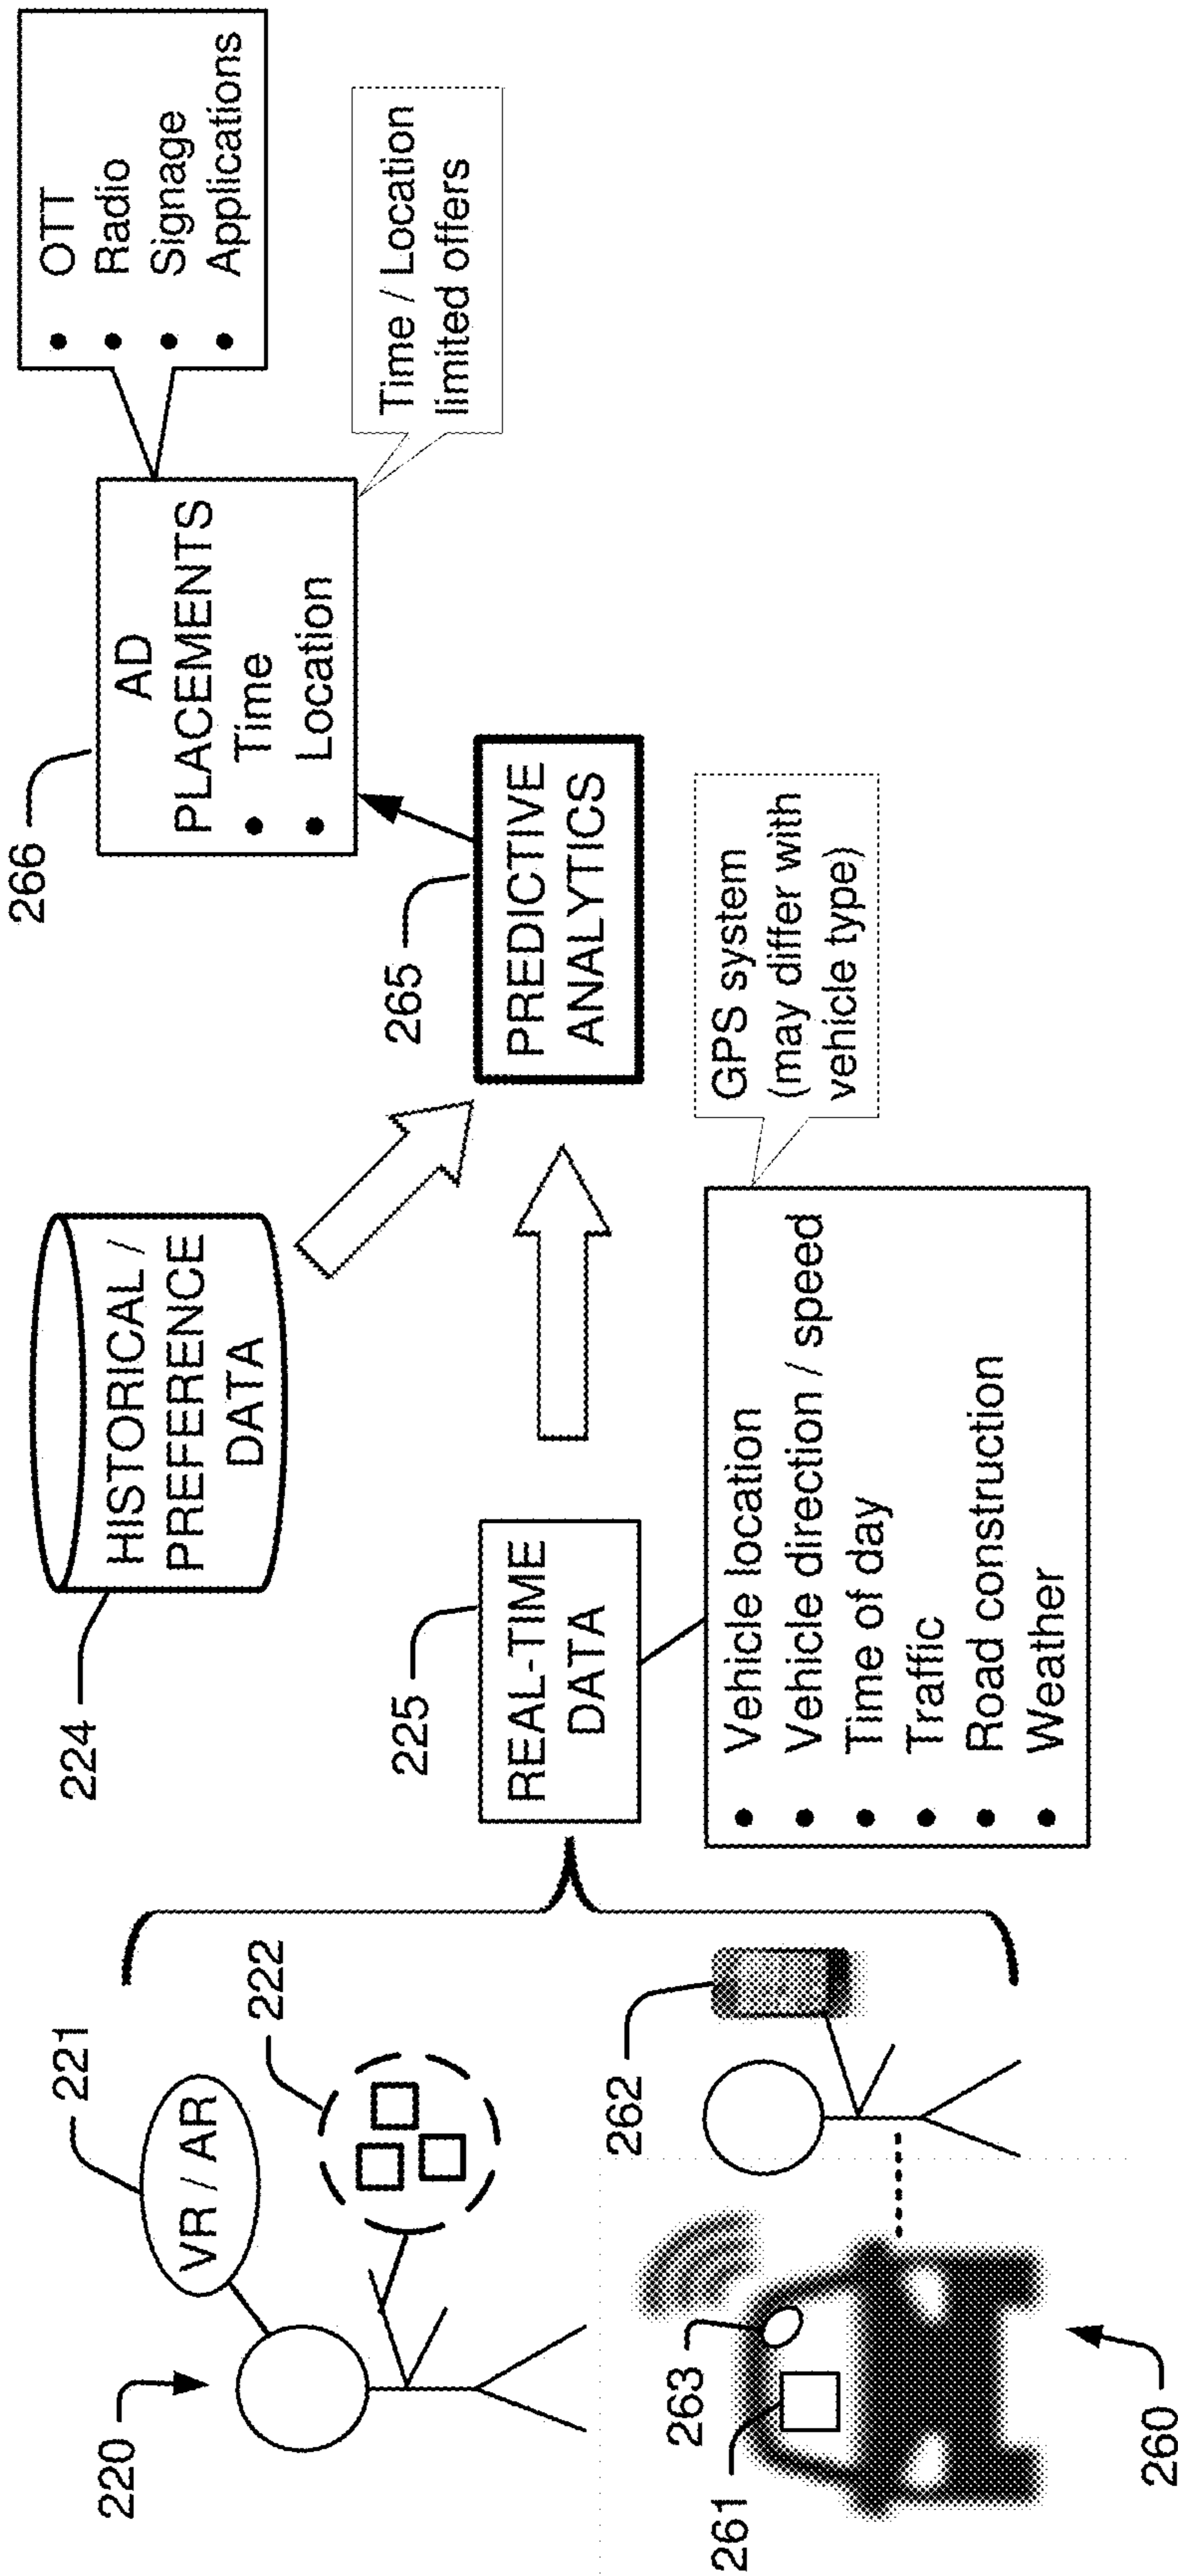 220
VR / AR
221
222
260
261
263
262
224
HISTORICAL /
PREFERENCE
DATA
225
REAL-TIME
DATA
• Vehicle location
• Vehicle direction / speed
• Time of day
• Traffic
• Road construction
• Weather
GPS system
(may differ with
vehicle type)
265
PREDICTIVE
ANALYTICS
266
AD
PLACEMENTS
• Time
• Location
• OTT
• Radio
• Signage
• Applications
Time / Location
limited offers